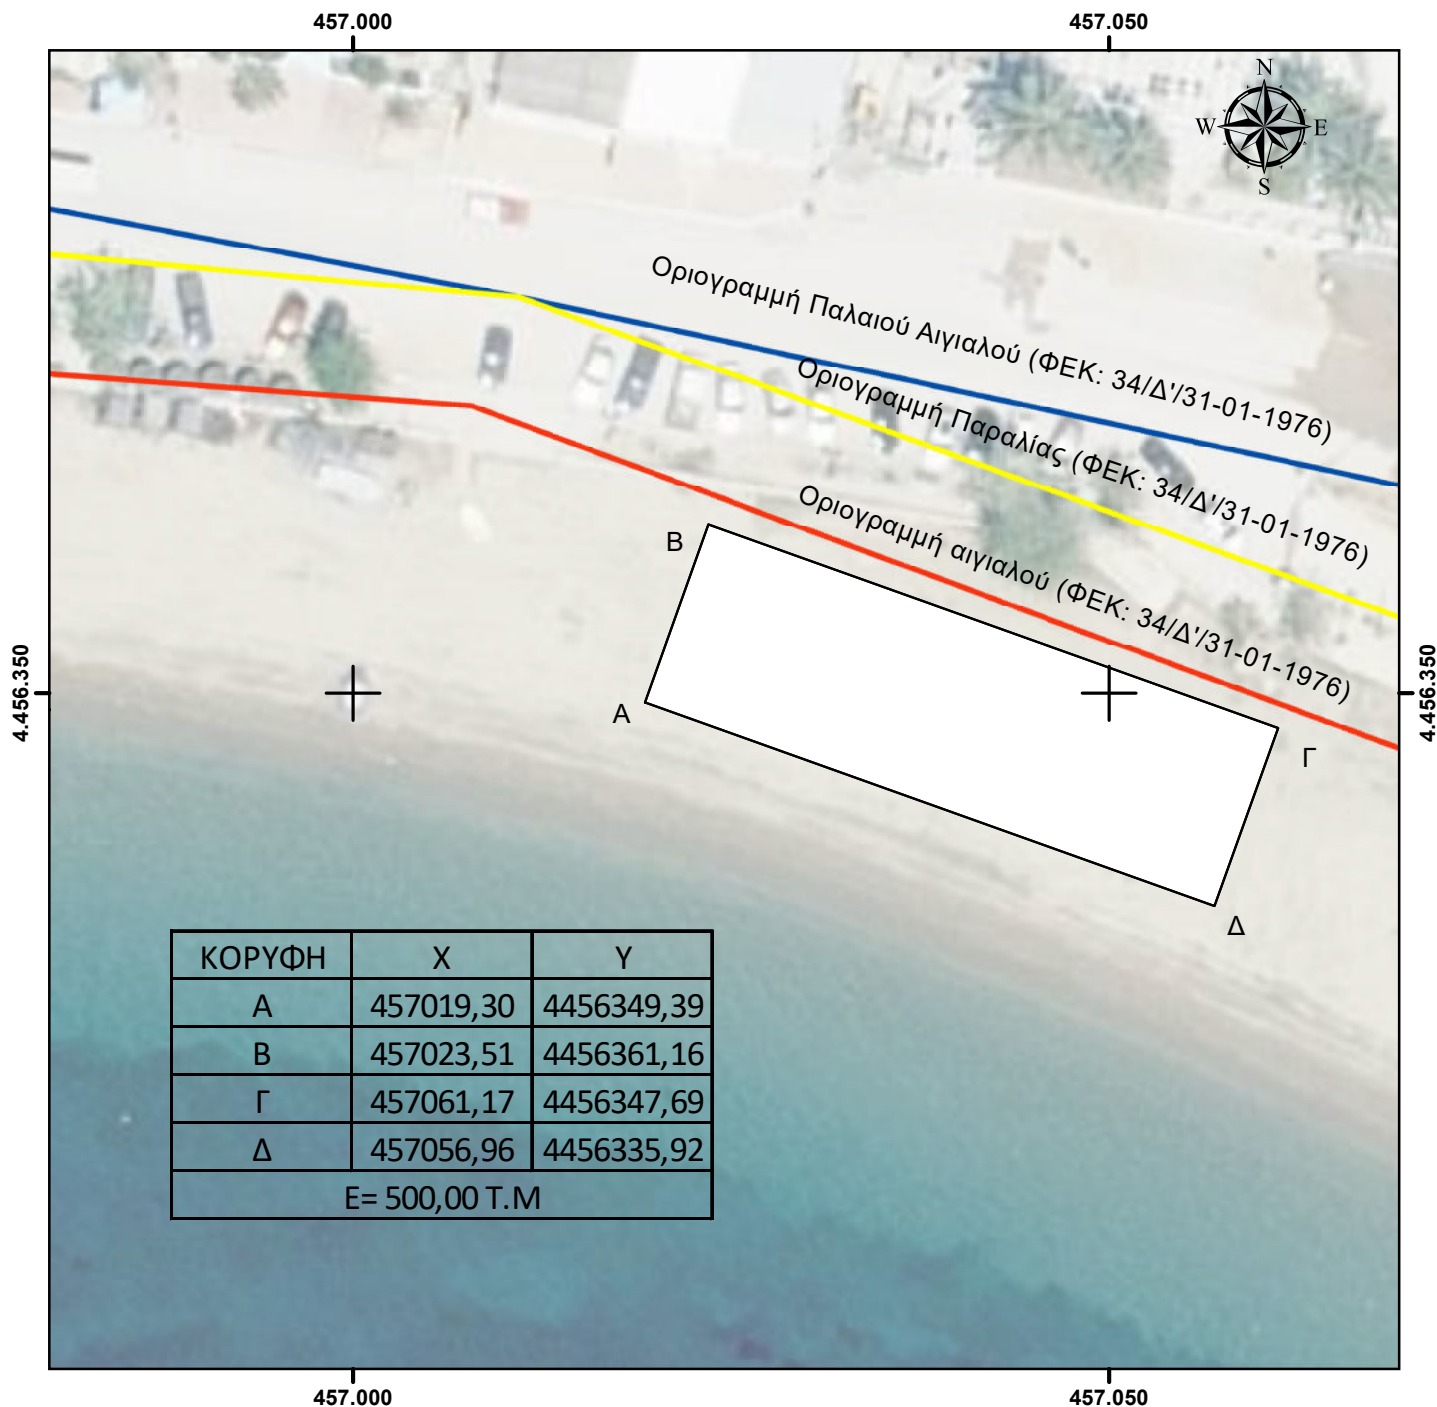 457.000 457.050
N
W E
S
Οριογραμμή Παλαιού Αιγιαλού (ΦΕΚ: 34/Δ'/31-01-1976)
Οριογραμμή Παραλίας (ΦΕΚ: 34/Δ'/31-01-1976)
Οριογραμμή αιγιαλού (ΦΕΚ: 34/Δ'/31-01-1976)
Β
Α
Γ
Δ
4.456.350 4.456.350
ΚΟΡΥΦΗ Χ Υ
Α 457019,30 4456349,39
Β 457023,51 4456361,16
Γ 457061,17 4456347,69
Δ 457056,96 4456335,92
Ε= 500,00 Τ.Μ
457.000 457.050